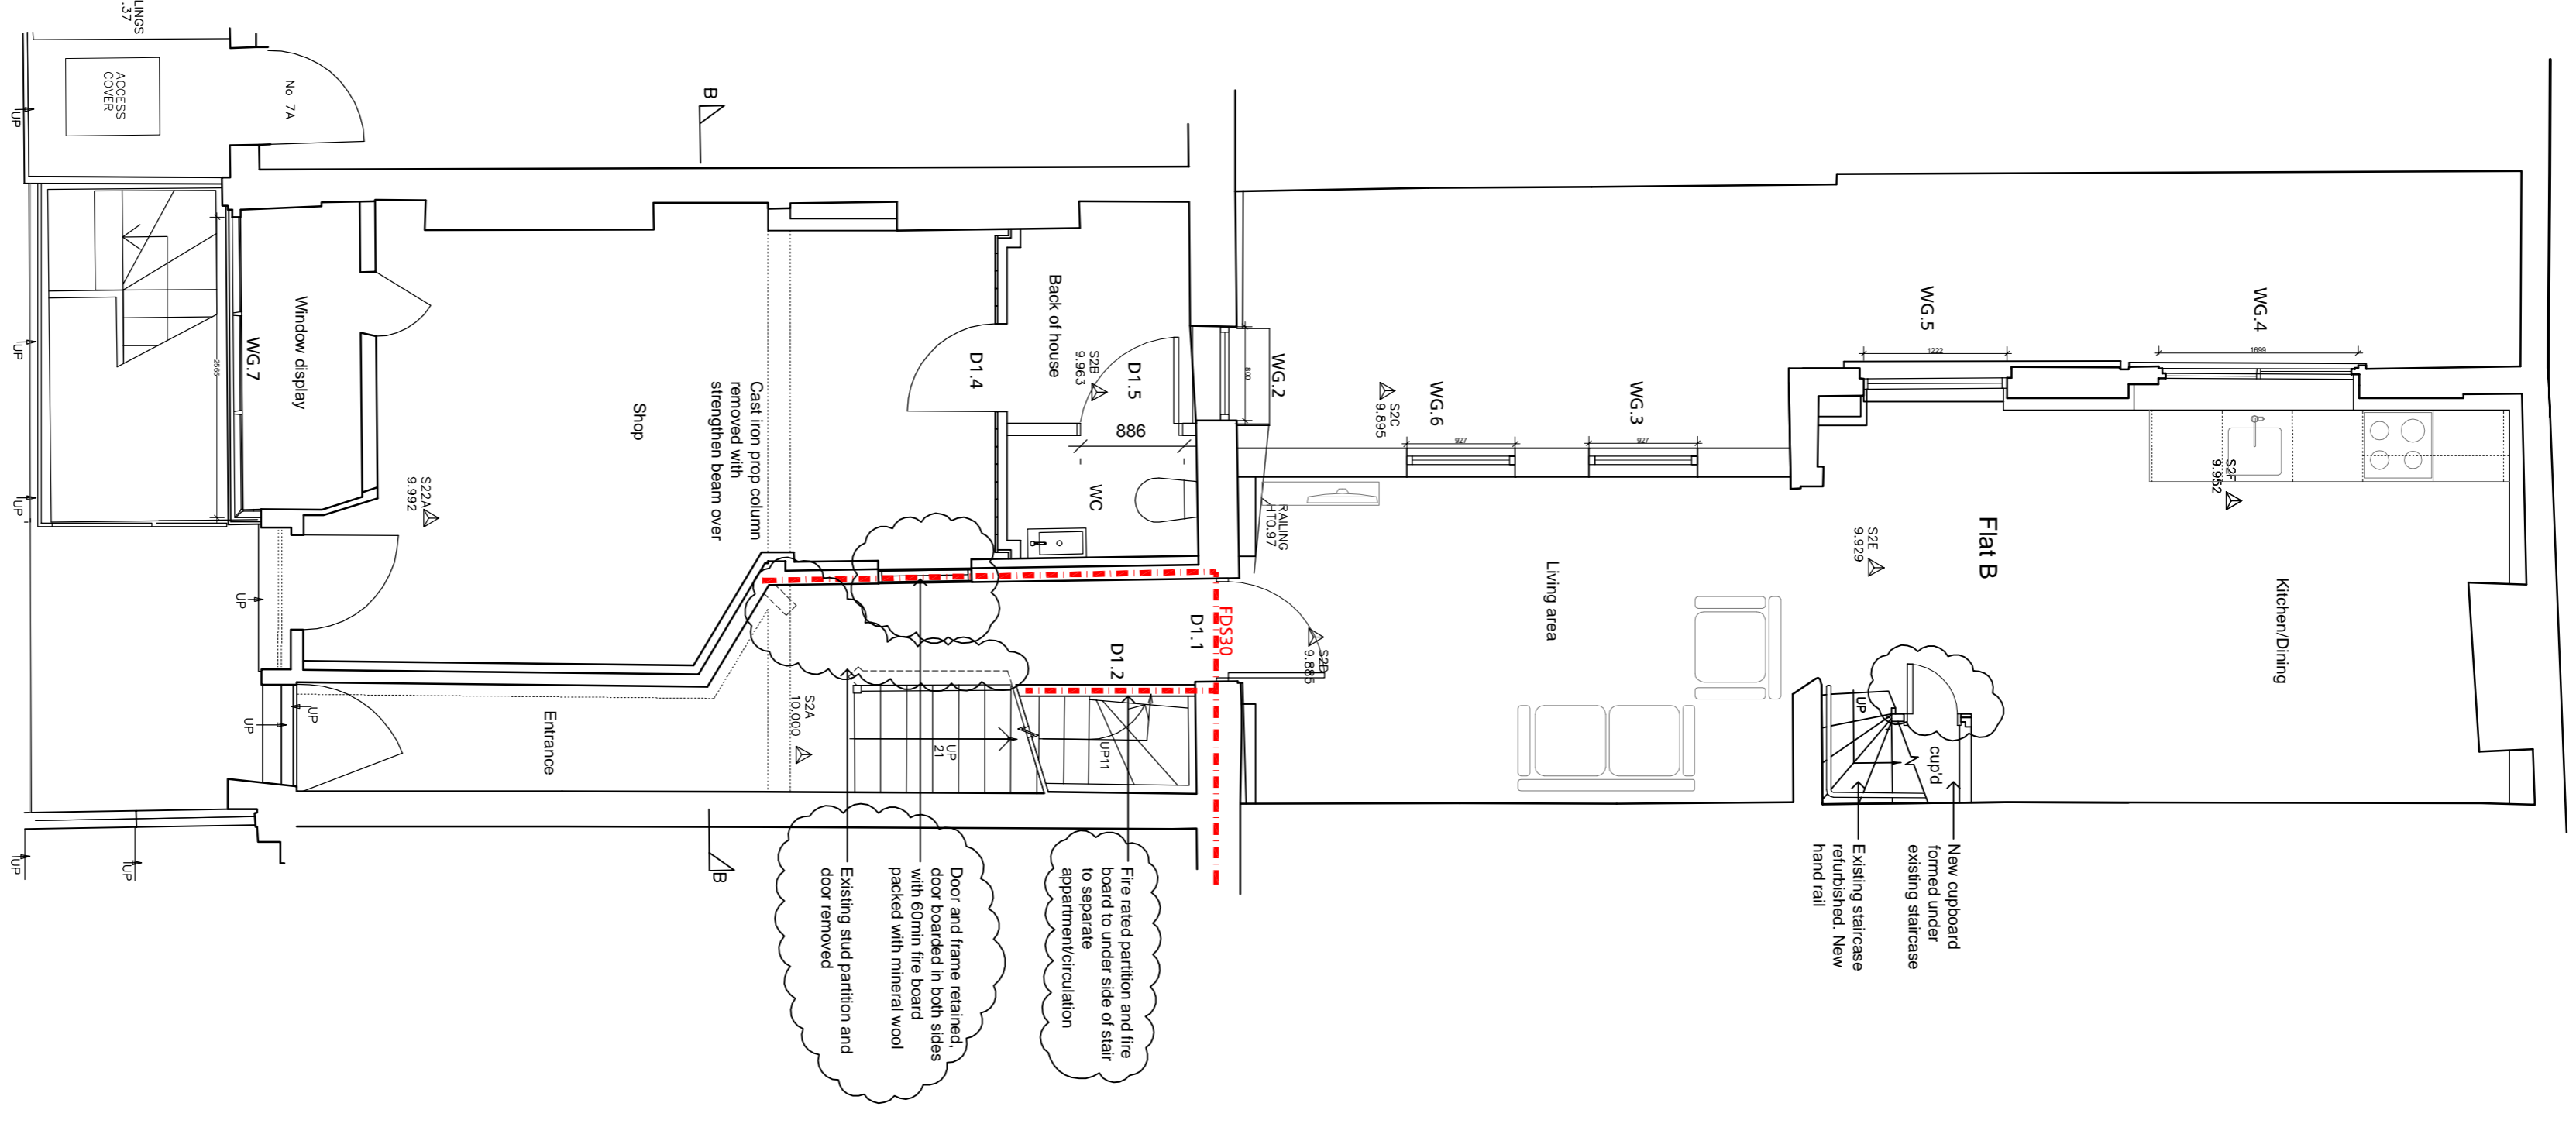 LINGS
.37
ACCESS
COVER
No 7A
UP
B
Window display
WG.7
2565
UP
UP
Shop
Cast iron prop column
removed with
strengthen beam over
S22A
9.992
Back of house
S2B
9.963
D1.4
D1.5
886
WC
WG.2
800
S2C
9.895
WG.6
927
WG.3
927
WG.5
1222
WG.4
1699
RAILING
HT0.97
S2F
9.952
S2E
9.929
Flat B
Kitchen/Dining
Living area
FDS30
D1.1
D1.2
S2D
9.885
UP
UP
UP
Entrance
S2A
10.000
UP
21
UP11
UP
cup'd
UP
UP
B
Existing stud partition and
door removed
Door and frame retained,
door boarded in both sides
with 60min fire board
packed with mineral wool
Fire rated partition and fire
board to under side of stair
to separate
appartment/circulation
Existing staircase
refurbished. New
hand rail
New cupboard
formed under
existing staircase